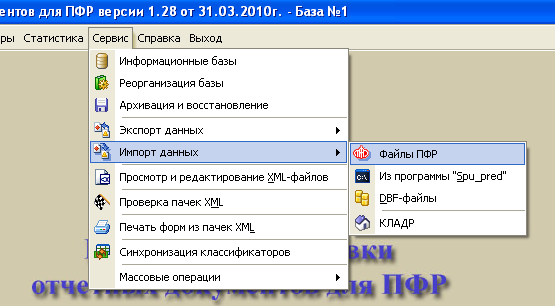 ментов для ПФР версии 1.28 от 31.03.2010г. - База №1
ры Статистика Сервис Справка Выход
Информационные базы
Реорганизация базы
Архивация и восстановление
Экспорт данных
Импорт данных
Файлы ПФР
Просмотр и редактирование XML-файлов
Из программы "Spu_pred"
Проверка пачек XML
DBF-файлы
Печать форм из пачек XML
КЛАДР
Синхронизация классификаторов
вки
Массовые операции
отчетных документов для ПФР